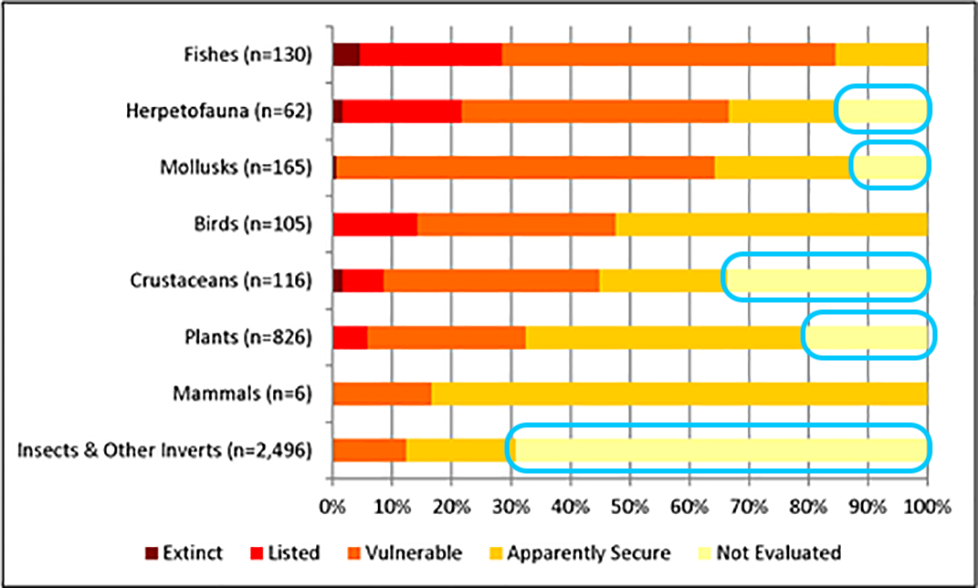 Fishes (n=130)
Herpetofauna (n=62)
Mollusks (n=165)
Birds (n=105)
Crustaceans (n=116)
Plants (n=826)
Mammals (n=6)
Insects & Other Inverts (n=2,496)
0% 10% 20% 30% 40% 50% 60% 70% 80% 90% 100%
Extinct Listed Vulnerable Apparently Secure Not Evaluated